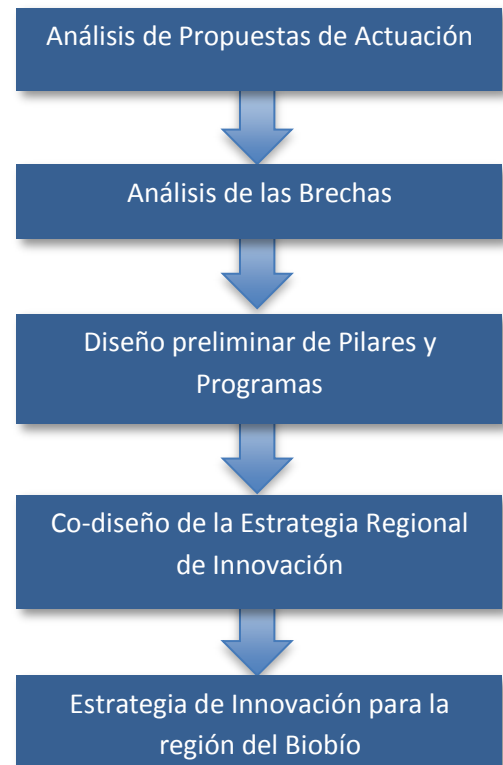 Análisis de Propuestas de Actuación
Análisis de las Brechas
Diseño preliminar de Pilares y
Programas
Co-diseño de la Estrategia Regional
de Innovación
Estrategia de Innovación para la
región del Biobío